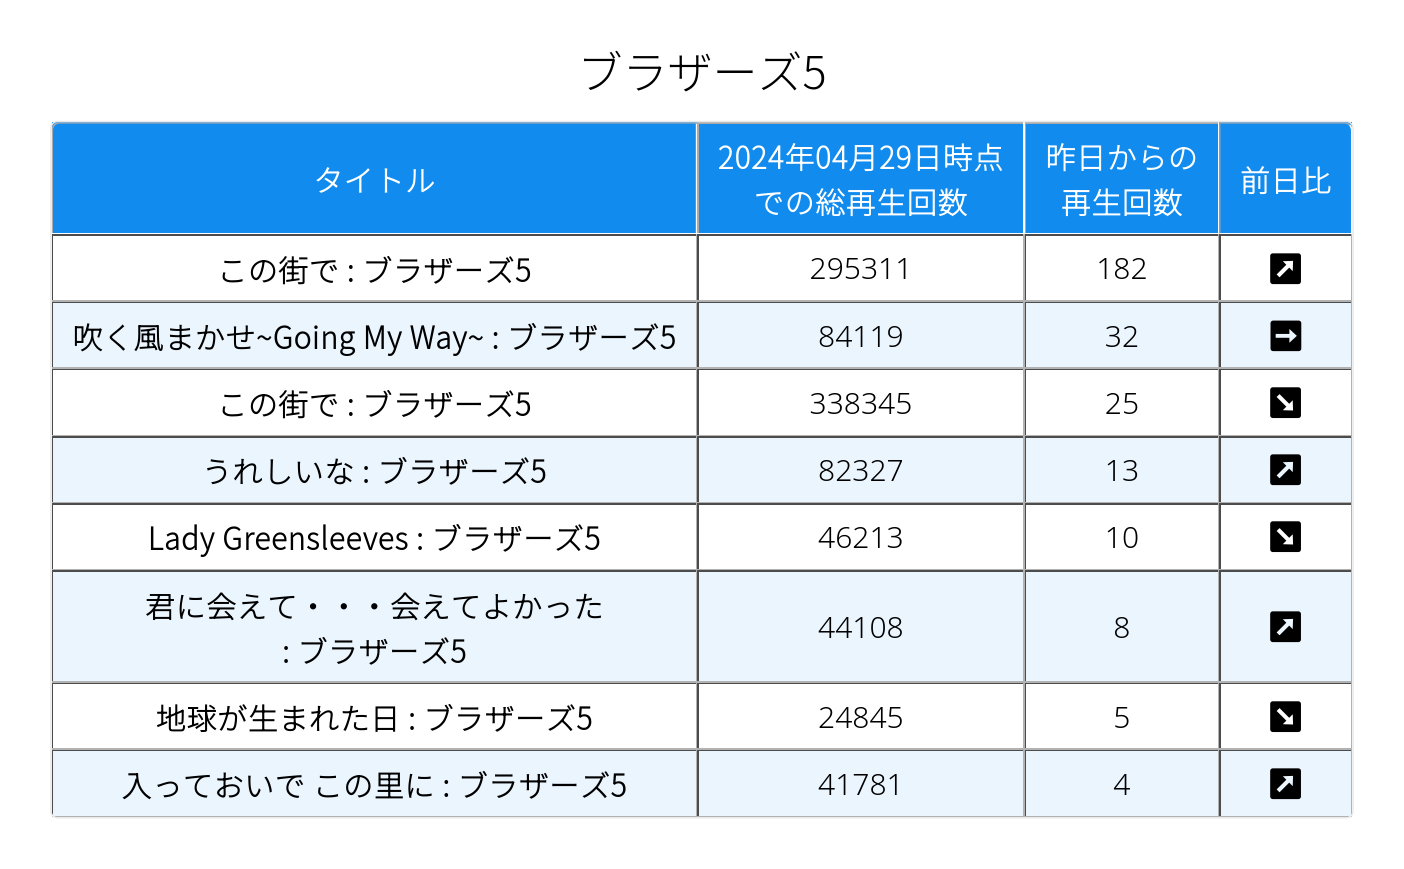 ブラザーズ5
タイトル
2024年04月29日時点
での総再生回数
昨日からの
再生回数
前日比
この街で : ブラザーズ5
295311
182
吹く風まかせ~Going My Way~ : ブラザーズ5
84119
32
この街で : ブラザーズ5
338345
25
うれしいな : ブラザーズ5
82327
13
Lady Greensleeves : ブラザーズ5
46213
10
君に会えて・・・会えてよかった
: ブラザーズ5
44108
8
地球が生まれた日 : ブラザーズ5
24845
5
入っておいで この里に : ブラザーズ5
41781
4